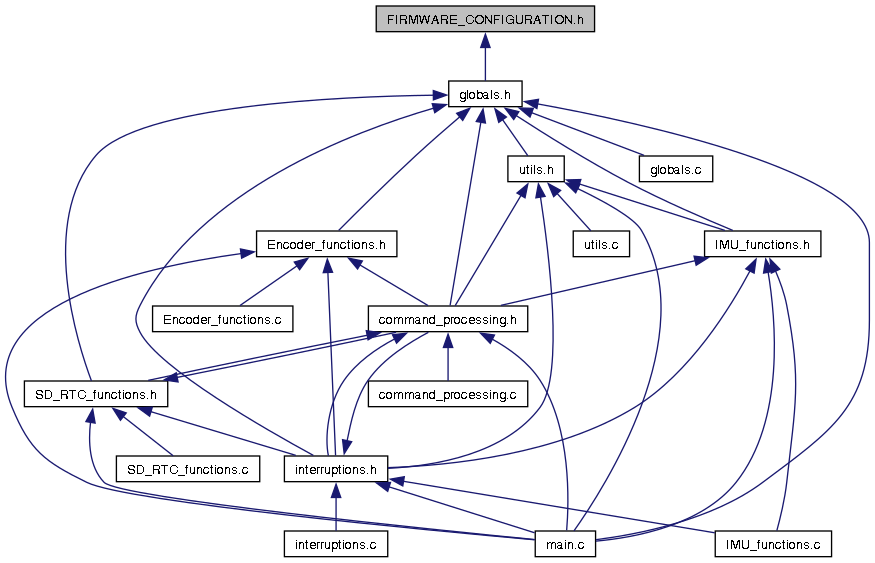 FIRMWARE_CONFIGURATION.h
globals.h
utils.h
globals.c
Encoder_functions.h
utils.c
IMU_functions.h
Encoder_functions.c
command_processing.h
SD_RTC_functions.h
command_processing.c
SD_RTC_functions.c
interruptions.h
interruptions.c
main.c
IMU_functions.c